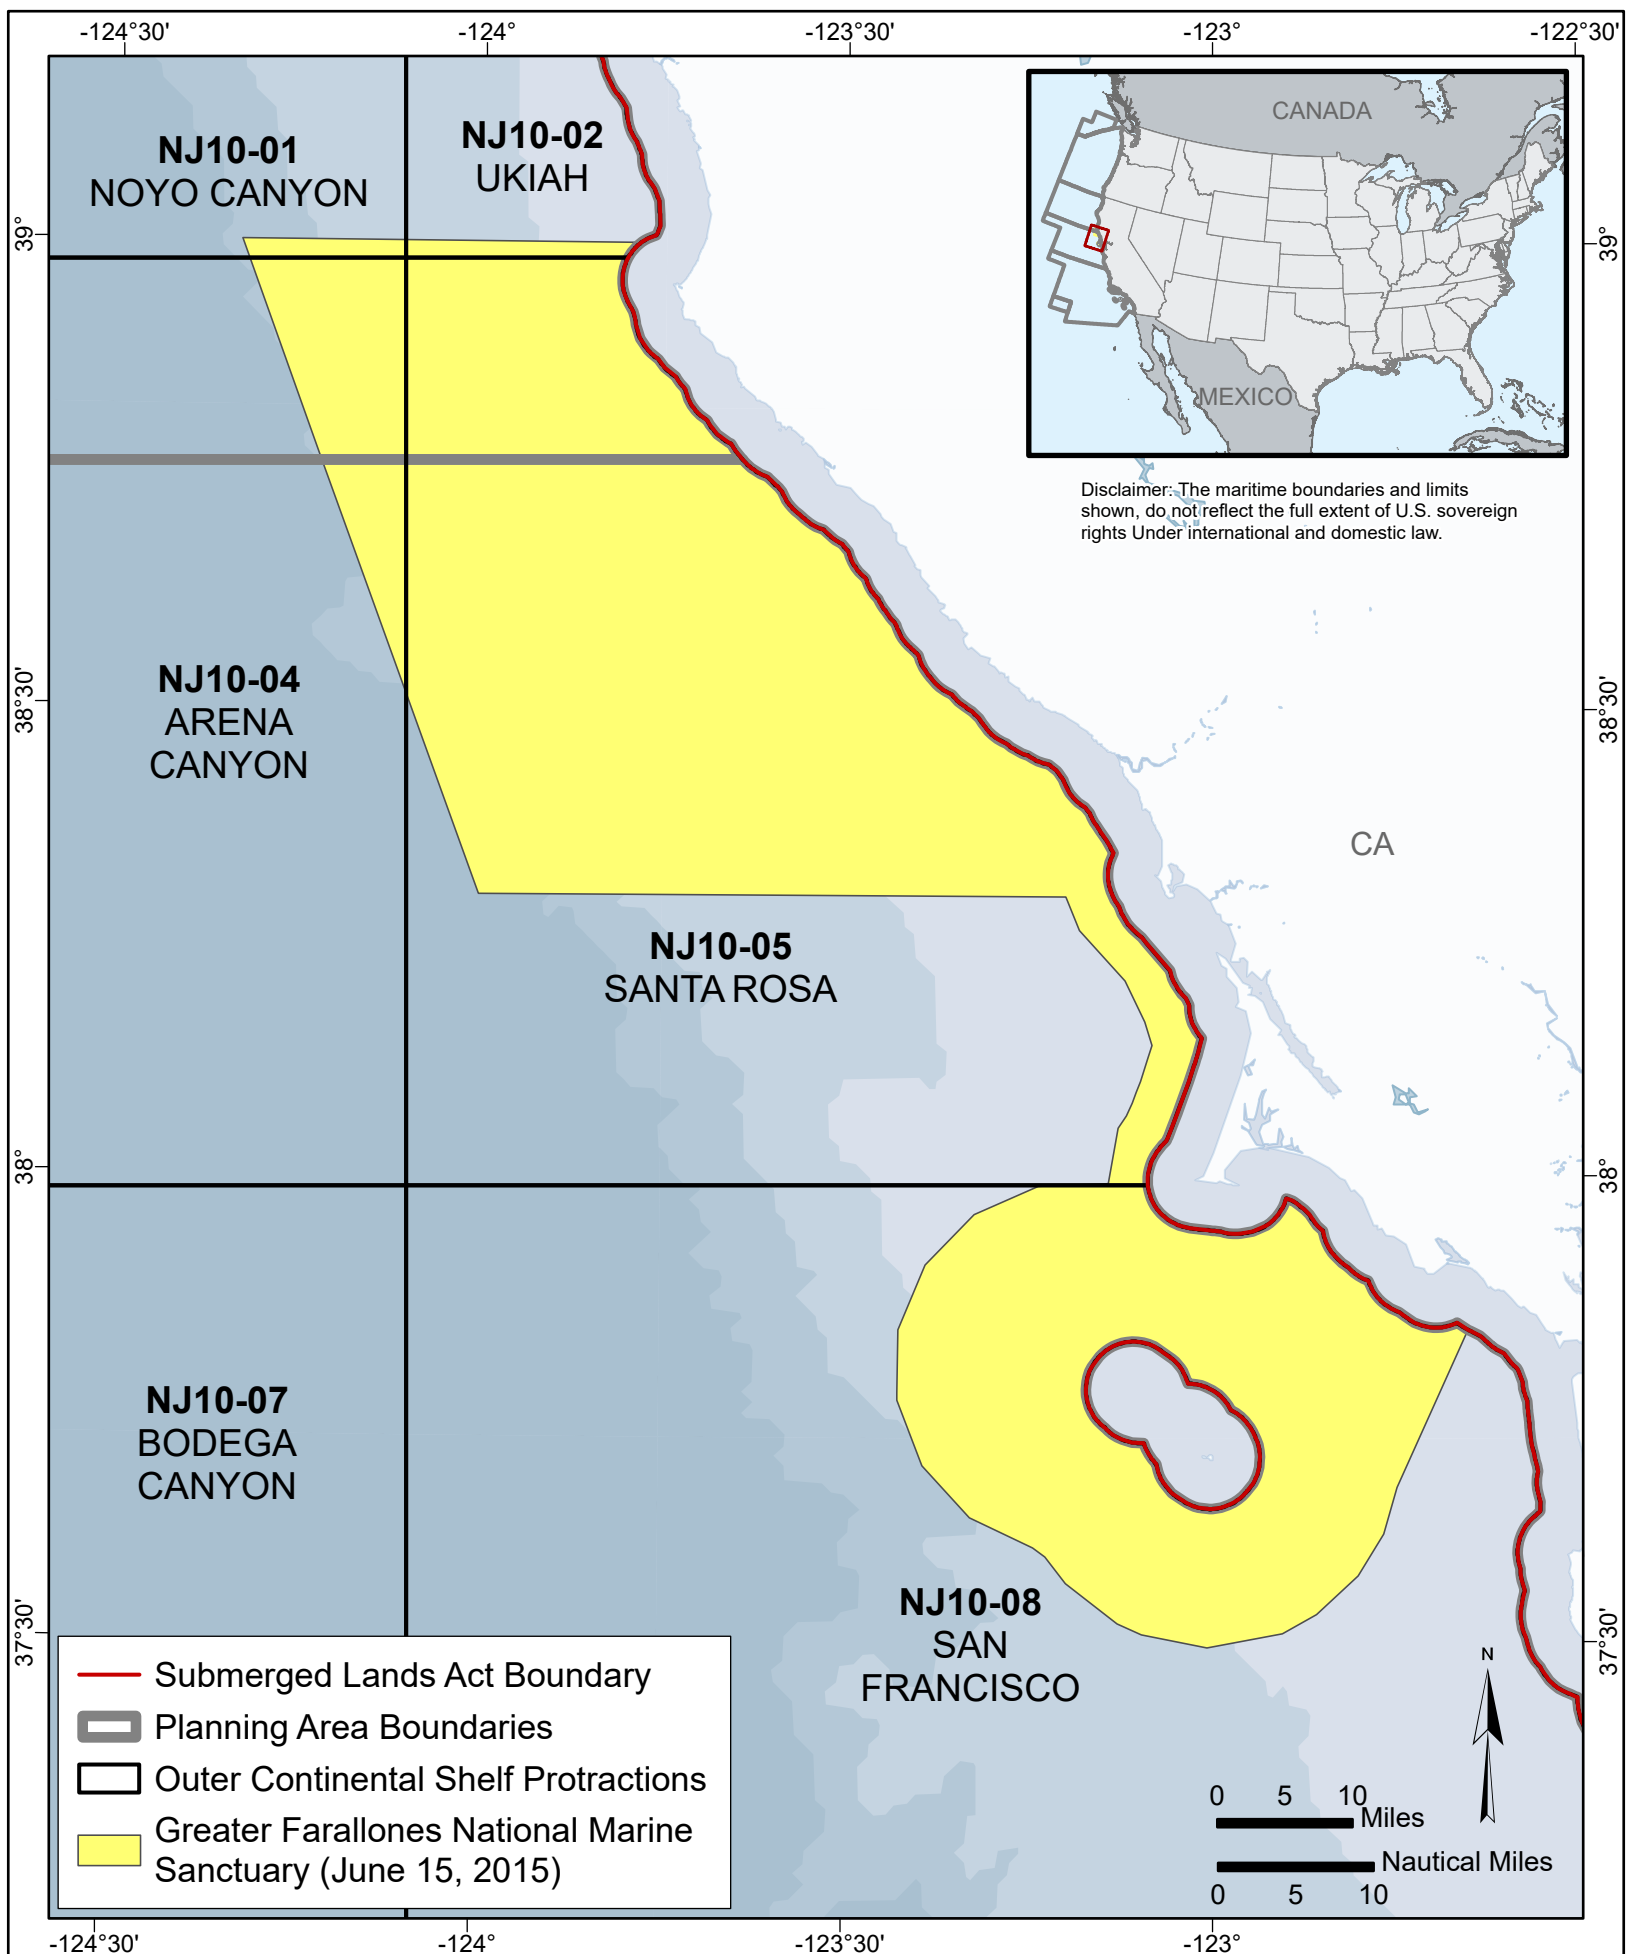 -124°30'
-124°
-123°30'
-123°
-122°30'
NJ10-01
NOYO CANYON
NJ10-02
UKIAH
CANADA
MEXICO
39°
39°
Disclaimer: The maritime boundaries and limits
shown, do not reflect the full extent of U.S. sovereign
rights Under international and domestic law.
NJ10-04
ARENA
CANYON
38°30'
38°30'
CA
NJ10-05
SANTA ROSA
38°
38°
NJ10-07
BODEGA
CANYON
NJ10-08
SAN
FRANCISCO
37°30'
37°30'
Submerged Lands Act Boundary
Planning Area Boundaries
Outer Continental Shelf Protractions
Greater Farallones National Marine
Sanctuary (June 15, 2015)
N
0 5 10
Miles
Nautical Miles
0 5 10
-124°30'
-124°
-123°30'
-123°